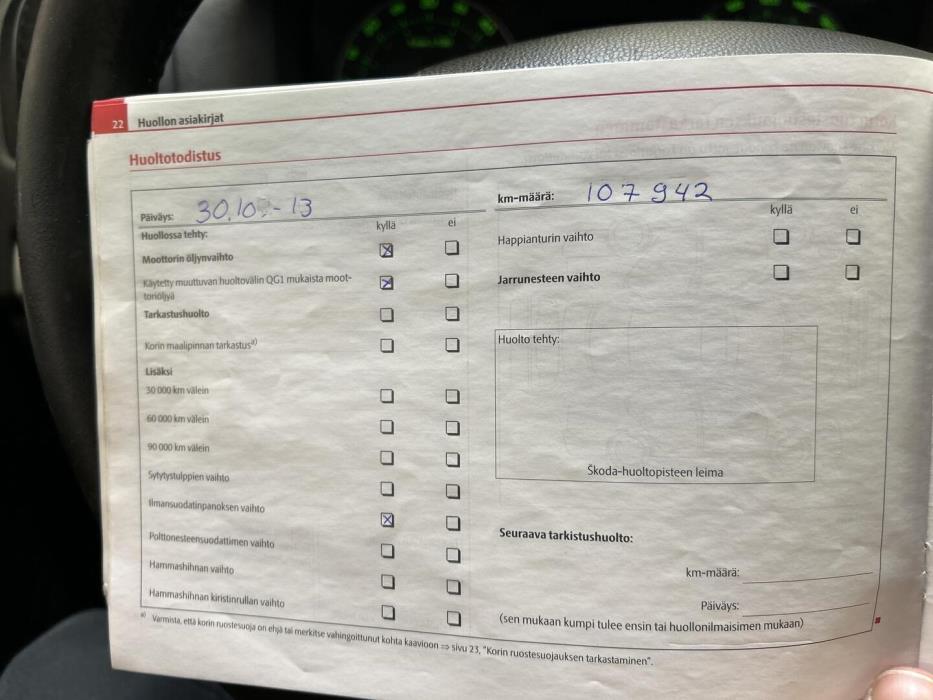 22 Huollon asiakirjat
Huoltotodistus
Päiväys: 30.10 - 13
Huollossa tehty:
kyllä ei
Moottorin öljynvaihto
Käytetty muuttuvan huoltovälin QG1 mukaista moot-
toriöljyä
Tarkastushuolto
Korin maalipinnan tarkastus a)
Lisäksi
30 000 km välein
60 000 km välein
90 000 km välein
Sytytystulppien vaihto
Ilmansuodatinpanoksen vaihto
Polttonesteensuodattimen vaihto
Hammashihnan vaihto
Hammashihnan kiristinrullan vaihto
km-määrä: 107 942
kyllä ei
Happianturin vaihto
Jarrunesteen vaihto
Huolto tehty:
Škoda-huoltopisteen leima
Seuraava tarkistushuolto:
km-määrä:
Päiväys:
(sen mukaan kumpi tulee ensin tai huollonilmaisimen mukaan)
a) Varmista, että korin ruostesuoja on ehjä tai merkitse vahingoittunut kohta kaavioon ⇒ sivu 23, "Korin ruostesuojauksen tarkastaminen".